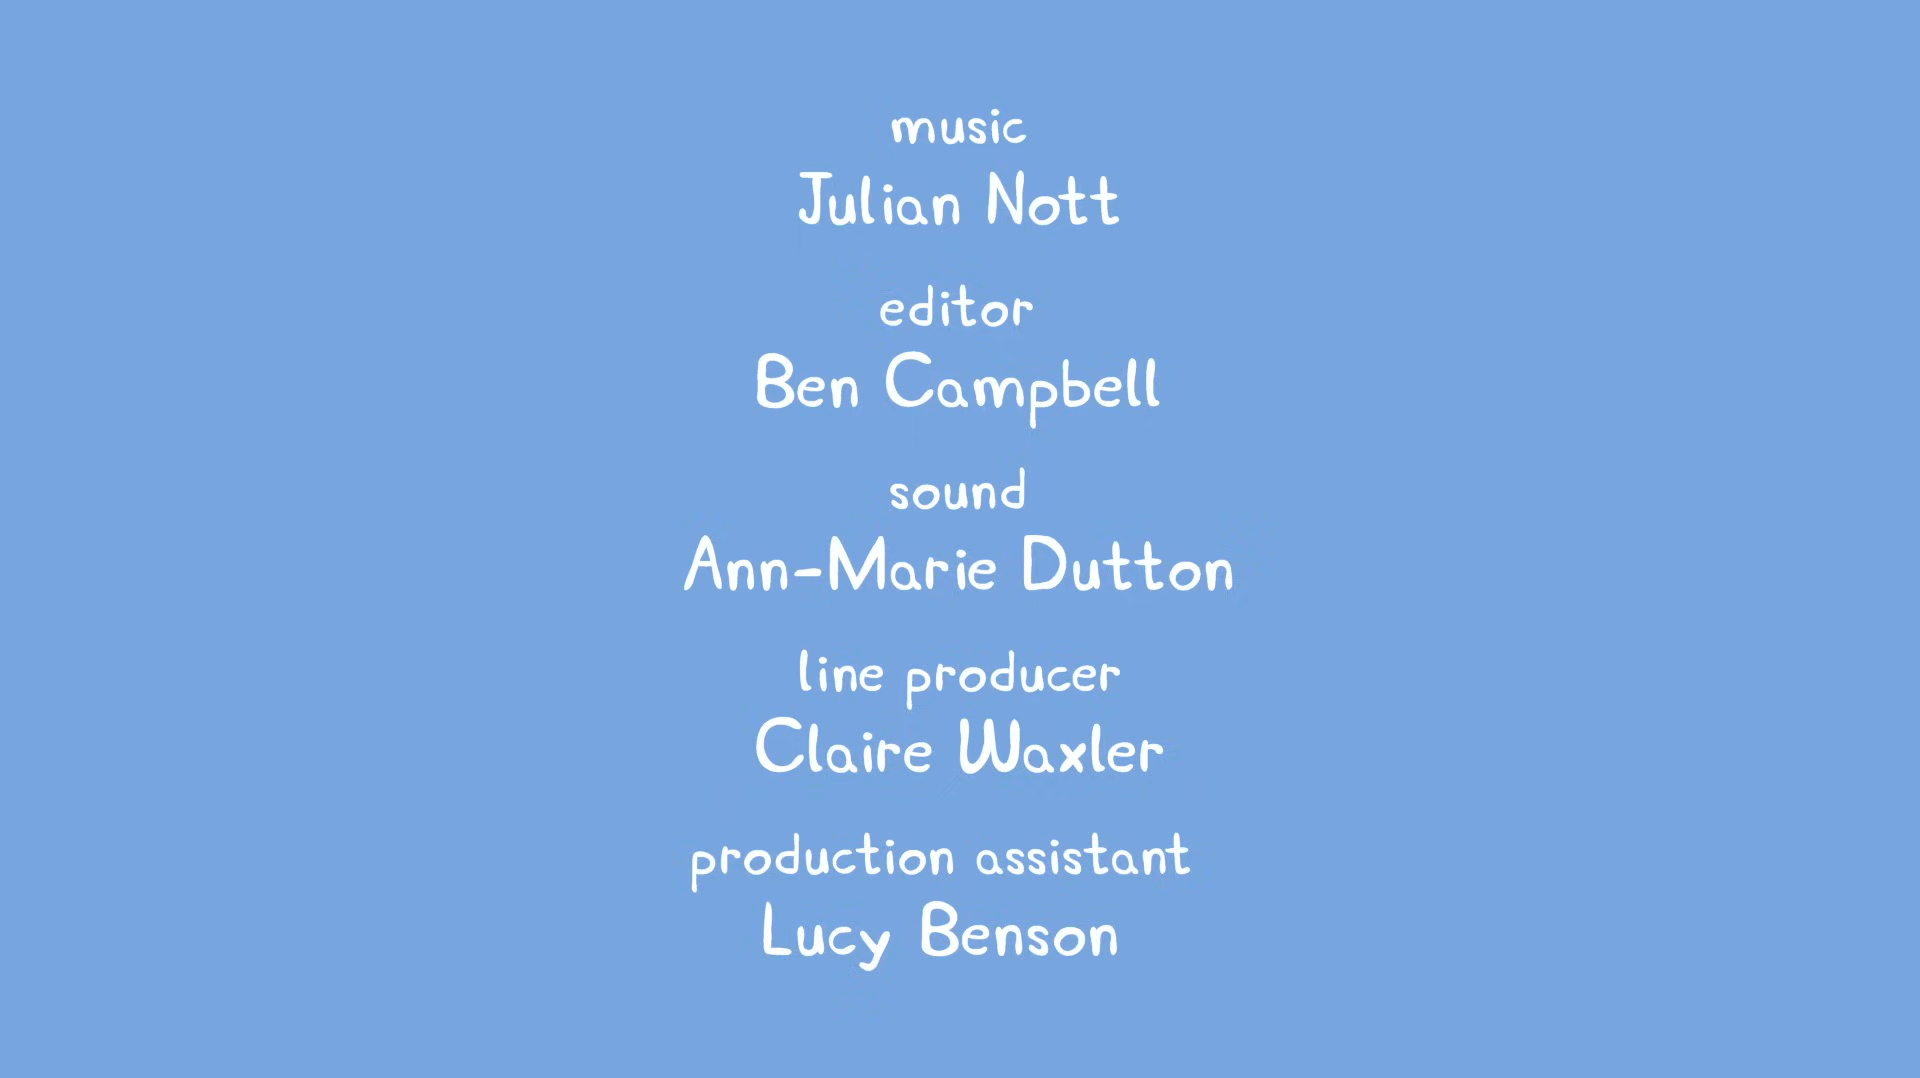 music
Julian Nott
editor
Ben Campbell
sound
Ann-Marie Dutton
line producer
Claire Waxler
production assistant
Lucy Benson